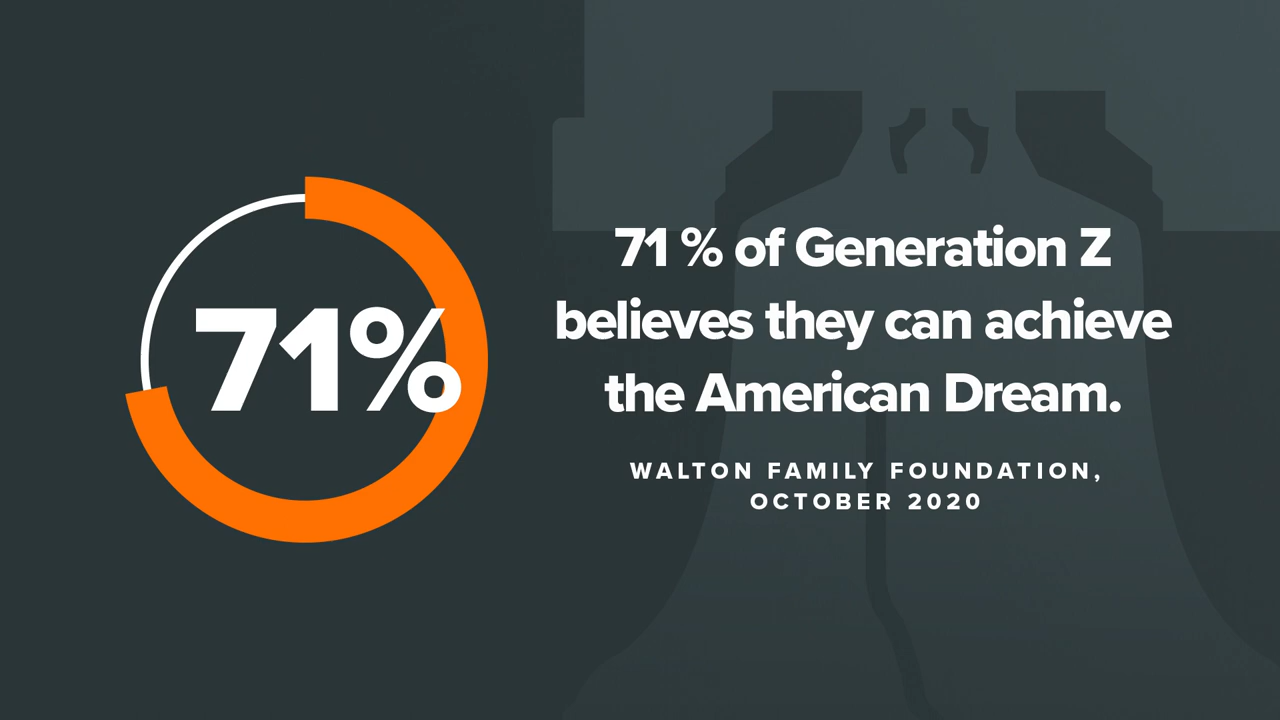 71%
71 % of Generation Z
believes they can achieve
the American Dream.
WALTON FAMILY FOUNDATION,
OCTOBER 2020